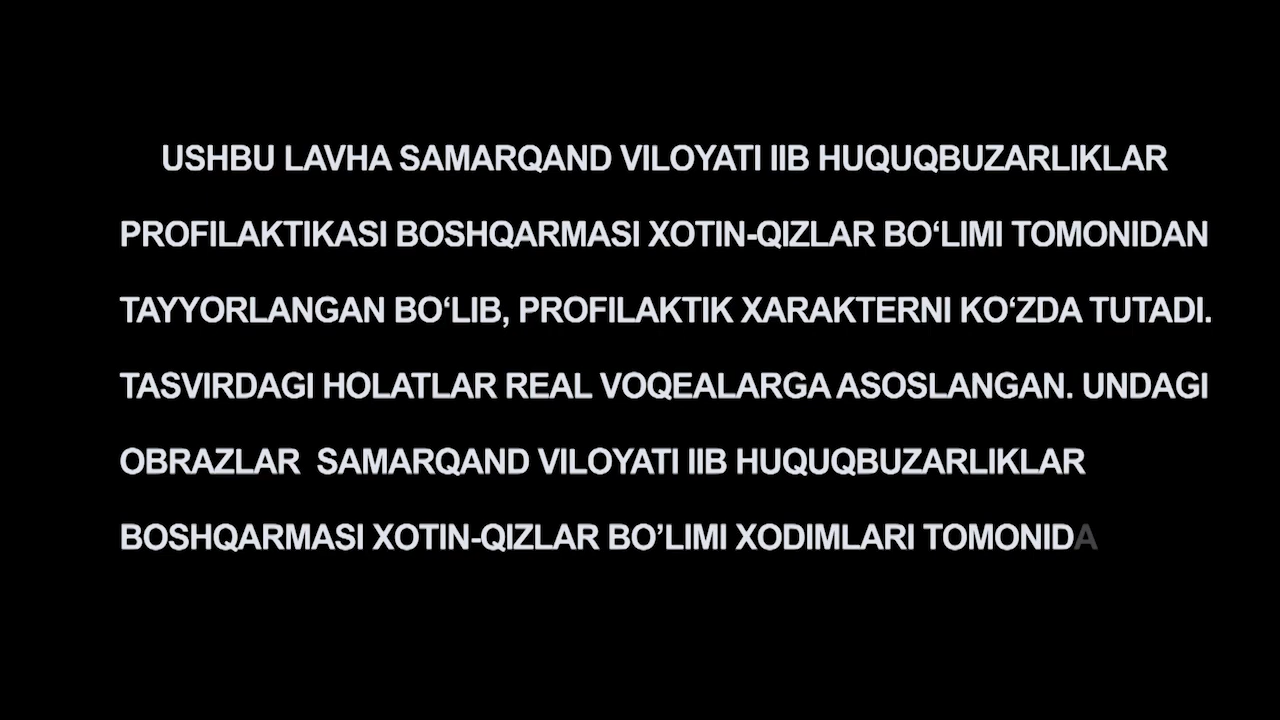 USHBU LAVHA SAMARQAND VILOYATI IIB HUQUQBUZARLIKLAR
PROFILAKTIKASI BOSHQARMASI XOTIN-QIZLAR BO‘LIMI TOMONIDAN
TAYYORLANGAN BO‘LIB, PROFILAKTIK XARAKTERNI KO‘ZDA TUTADI.
TASVIRDAGI HOLATLAR REAL VOQEALARGA ASOSLANGAN. UNDAGI
OBRAZLAR SAMARQAND VILOYATI IIB HUQUQBUZARLIKLAR
BOSHQARMASI XOTIN-QIZLAR BO’LIMI XODIMLARI TOMONIDA